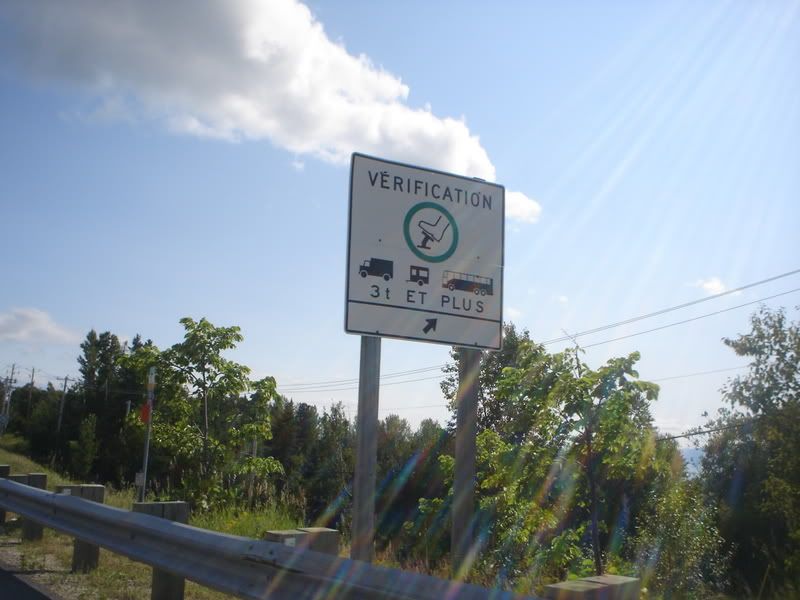 VÉRIFICATION
3t ET PLUS